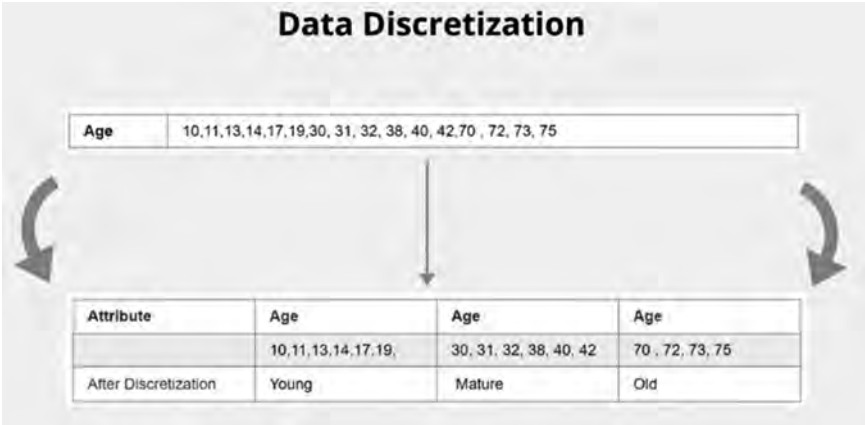 Data Discretization
Age 10,11,13,14,17,19,30, 31, 32, 38, 40, 42,70 , 72, 73, 75
Attribute Age Age Age
10,11,13,14,17,19, 30, 31, 32, 38, 40, 42 70 , 72, 73, 75
After Discretization Young Mature Old